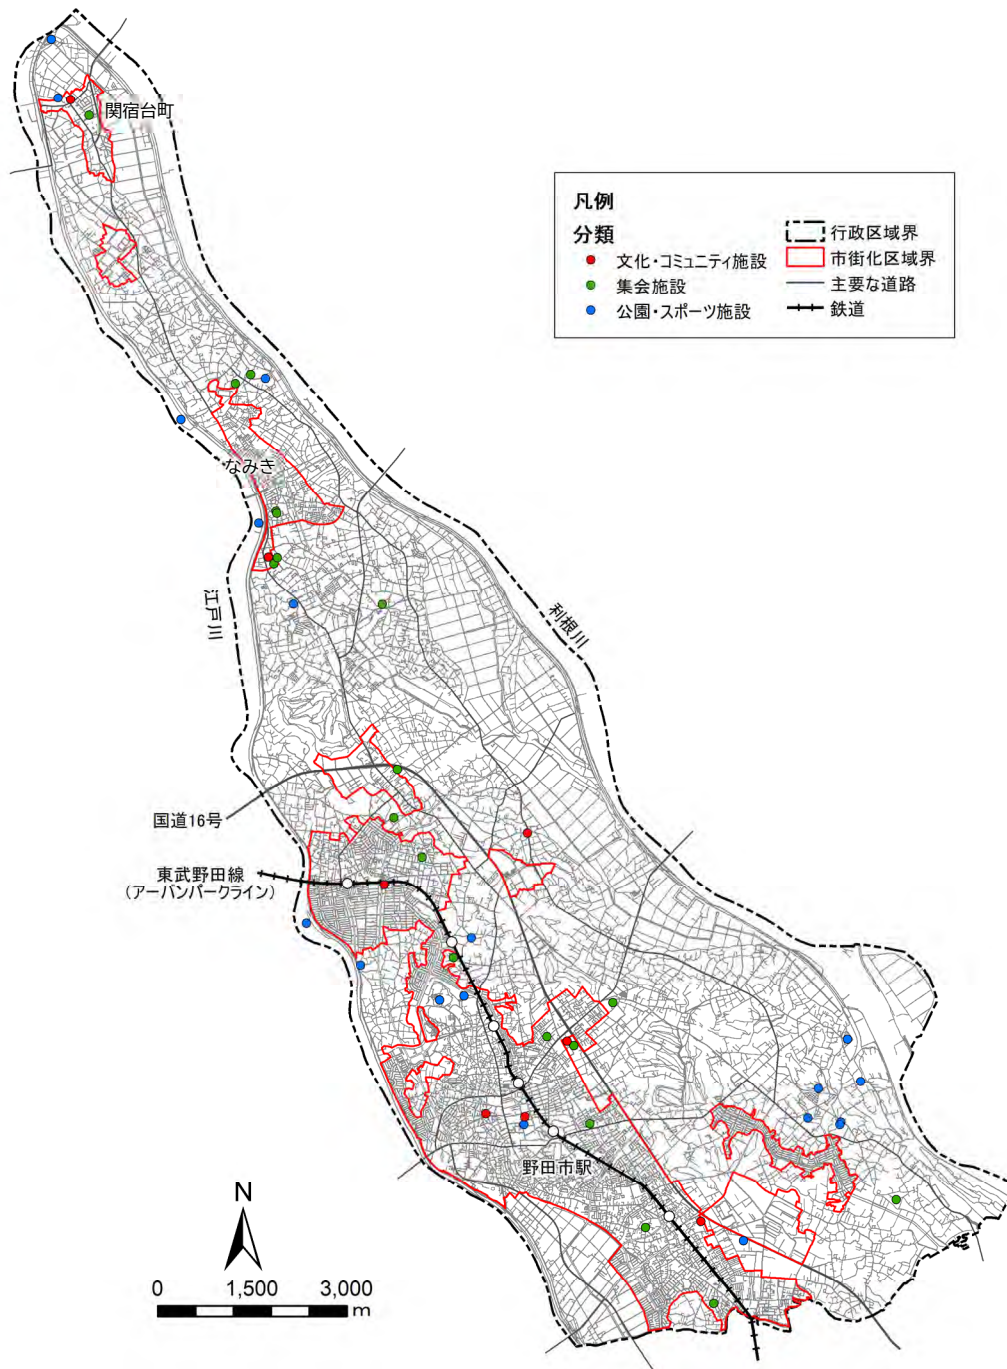 関宿台町
凡例
分類
文化・コミュニティ施設
集会施設
公園・スポーツ施設
行政区域界
市街化区域界
主要な道路
鉄道
なみき
江戸川
利根川
国道16号
東武野田線
（アーバンパークライン）
野田市駅
N
0 1,500 3,000
m